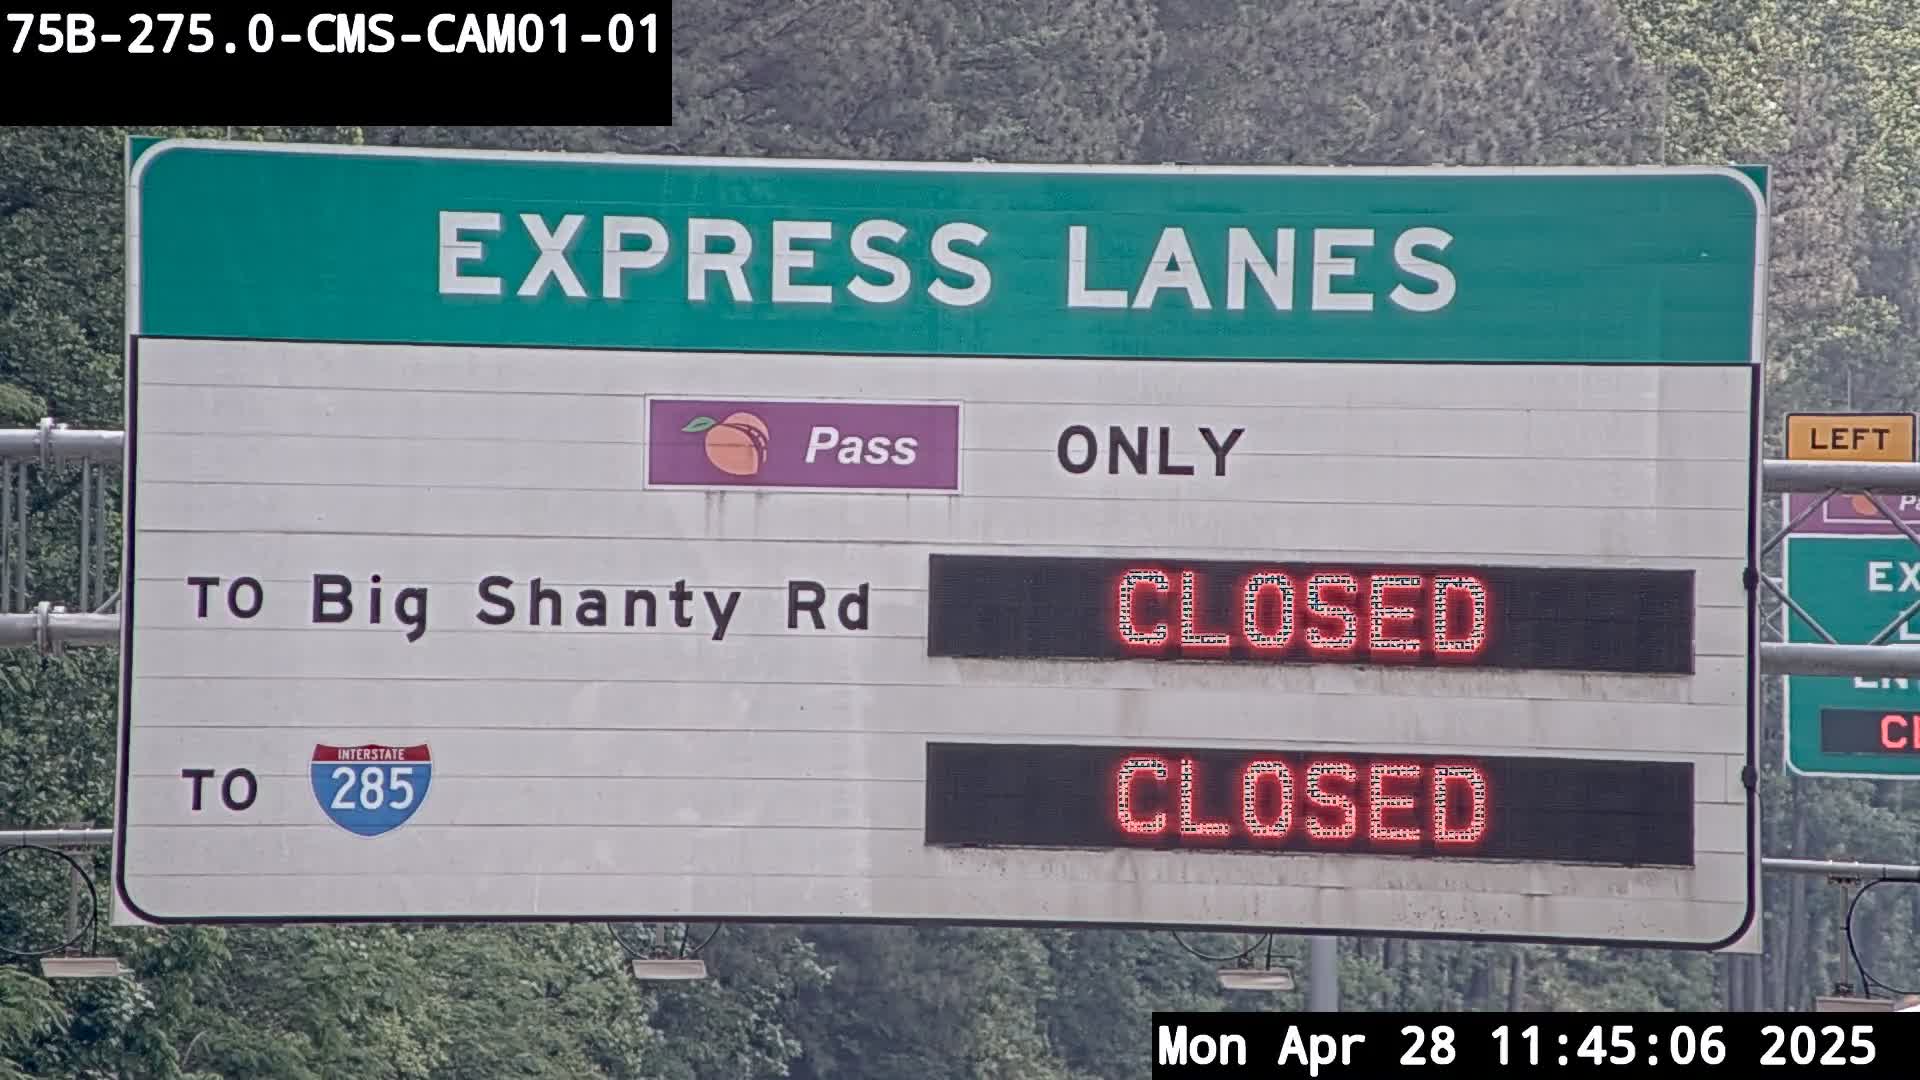 75B-275.0-CMS-CAM01-01
EXPRESS LANES
Pass ONLY
LEFT
TO Big Shanty Rd CLOSED
EX
TO INTERSTATE 285 CLOSED
Mon Apr 28 11:45:06 2025